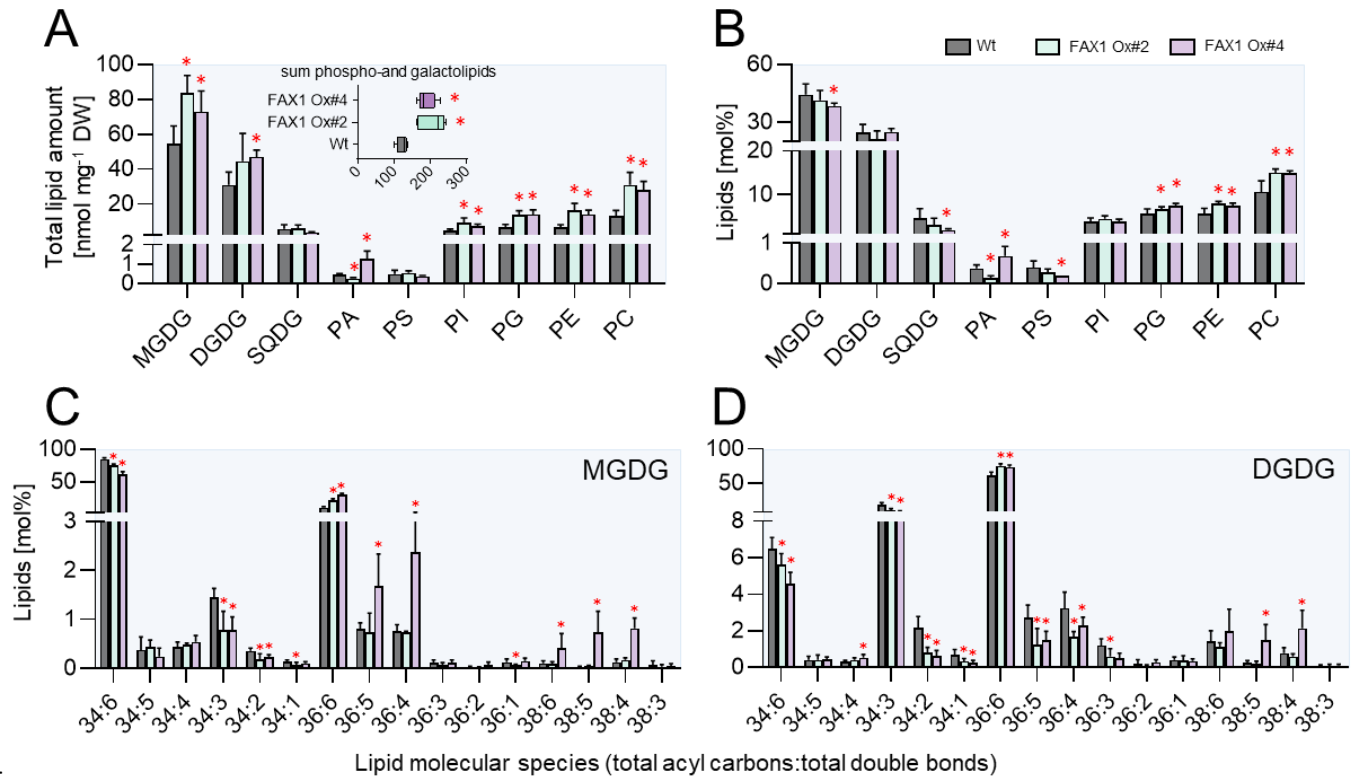 A
Total lipid amount
[nmol mg⁻¹ DW]
100
80
60
40
20
2
1
0
sum phospho-and galactolipids
FAX1 Ox#4
*
FAX1 Ox#2
*
Wt
0
100
200
300
* *
*
* *
* *
* *
* *
* *
MGDG
DGDG
SQDG
PA
PS
PI
PG
PE
PC
B
Wt
FAX1 Ox#2
FAX1 Ox#4
Lipids [mol%]
60
30
20
10
1
0
*
*
* *
*
* *
* *
* *
MGDG
DGDG
SQDG
PA
PS
PI
PG
PE
PC
C
MGDG
Lipids [mol%]
100
50
3
2
1
0
* *
* *
* *
*
* *
*
*
*
*
*
*
34:6
34:5
34:4
34:3
34:2
34:1
36:6
36:5
36:4
36:3
36:2
36:1
38:6
38:5
38:4
38:3
D
DGDG
100
50
8
6
4
2
0
* *
*
* *
* *
* *
* *
* *
* *
*
*
*
34:6
34:5
34:4
34:3
34:2
34:1
36:6
36:5
36:4
36:3
36:2
36:1
38:6
38:5
38:4
38:3
Lipid molecular species (total acyl carbons:total double bonds)